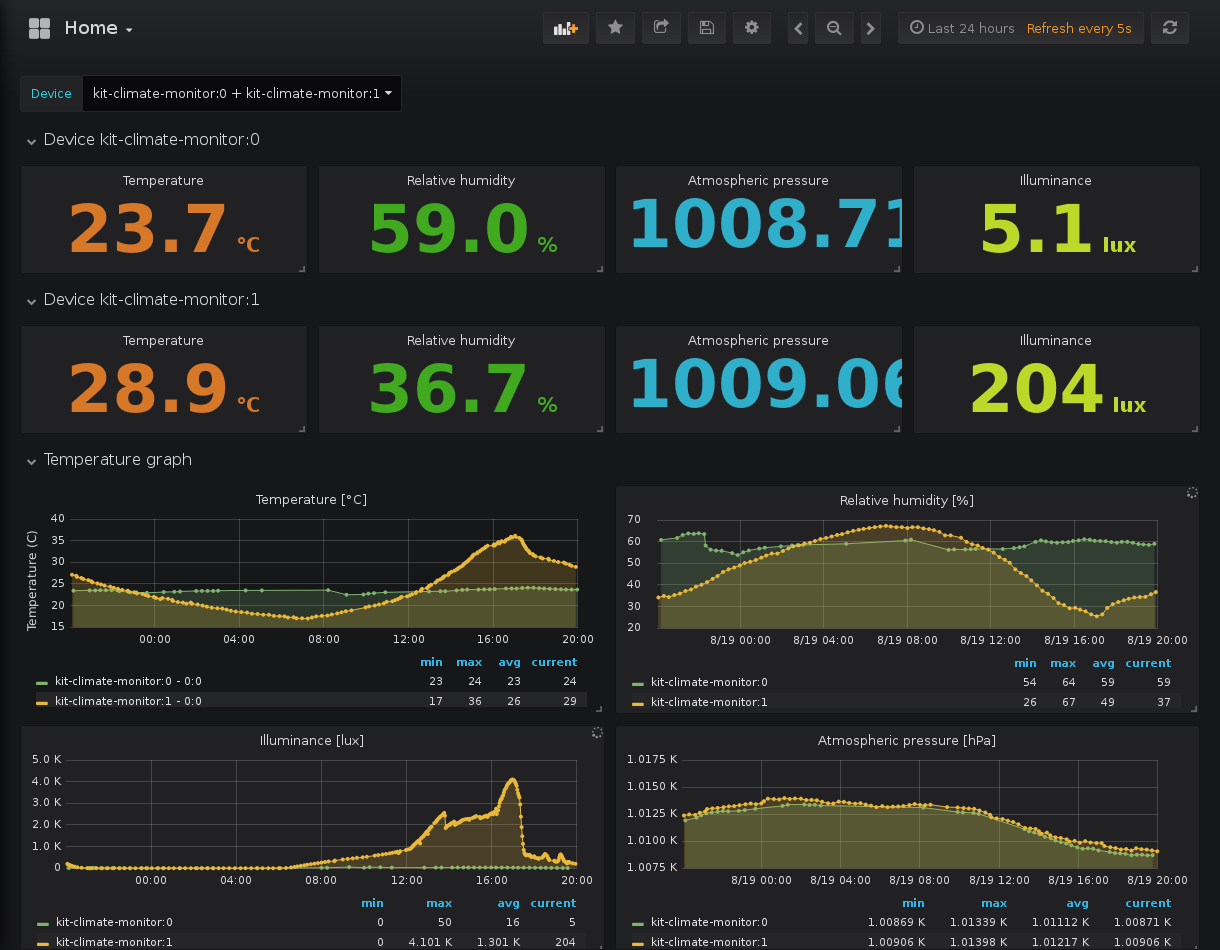 Home
Last 24 hours Refresh every 5s
Device kit-climate-monitor:0 + kit-climate-monitor:1
Device kit-climate-monitor:0
Temperature Relative humidity Atmospheric pressure Illuminance
23.7 °C 59.0 % 1008.71 5.1 lux
Device kit-climate-monitor:1
Temperature Relative humidity Atmospheric pressure Illuminance
28.9 °C 36.7 % 1009.06 204 lux
Temperature graph
Temperature [°C]
Temperature (C)
40
35
30
25
20
15
00:00 04:00 08:00 12:00 16:00 20:00
min max avg current
kit-climate-monitor:0 - 0:0 23 24 23 24
kit-climate-monitor:1 - 0:0 17 36 26 29
Relative humidity [%]
70
60
50
40
30
20
8/19 00:00 8/19 04:00 8/19 08:00 8/19 12:00 8/19 16:00 8/19 20:00
min max avg current
kit-climate-monitor:0 54 64 59 59
kit-climate-monitor:1 26 67 49 37
Illuminance [lux]
5.0 K
4.0 K
3.0 K
2.0 K
1.0 K
0
00:00 04:00 08:00 12:00 16:00 20:00
min max avg current
kit-climate-monitor:0 0 50 16 5
kit-climate-monitor:1 0 4.101 K 1.301 K 204
Atmospheric pressure [hPa]
1.0175 K
1.0150 K
1.0125 K
1.0100 K
1.0075 K
8/19 00:00 8/19 04:00 8/19 08:00 8/19 12:00 8/19 16:00 8/19 20:00
min max avg current
kit-climate-monitor:0 1.00869 K 1.01339 K 1.01112 K 1.00871 K
kit-climate-monitor:1 1.00906 K 1.01398 K 1.01217 K 1.00906 K